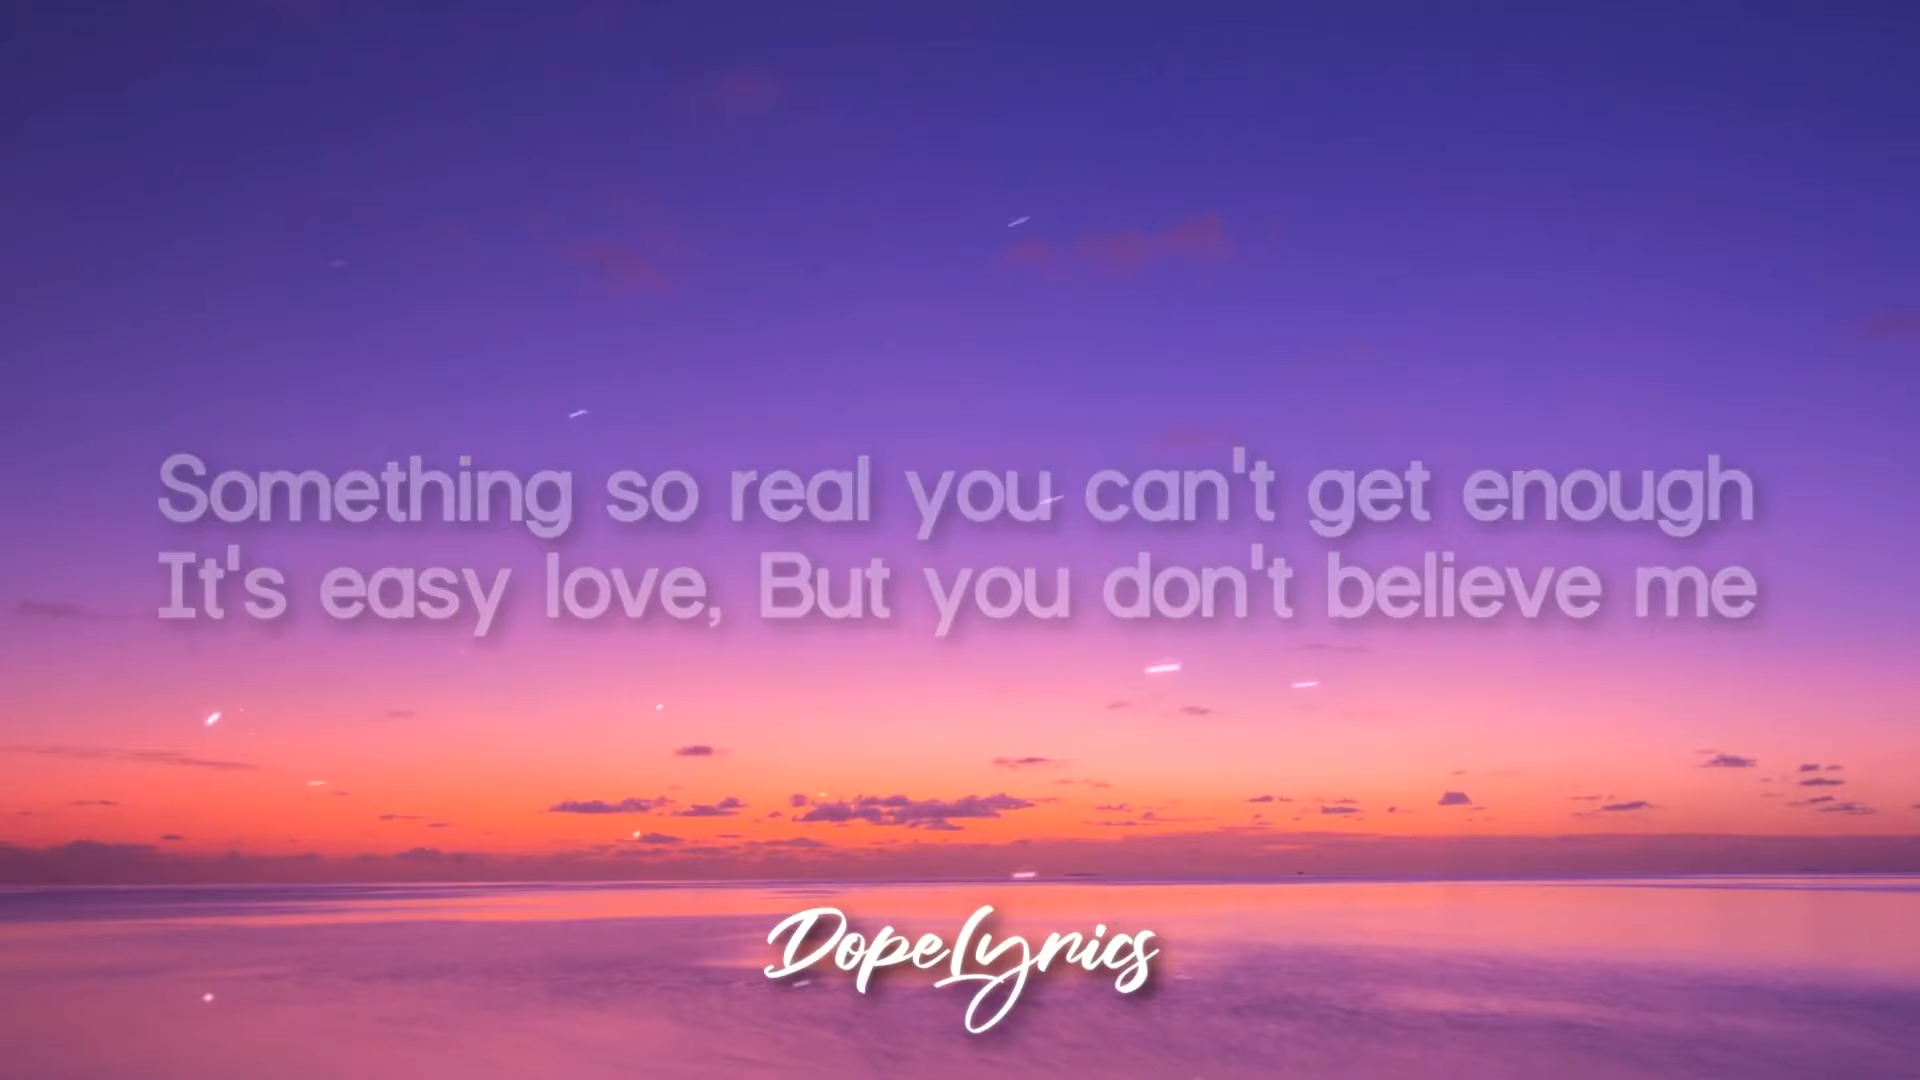 Something so real you can't get enough
It's easy love, But you don't believe me
DopeLyrics